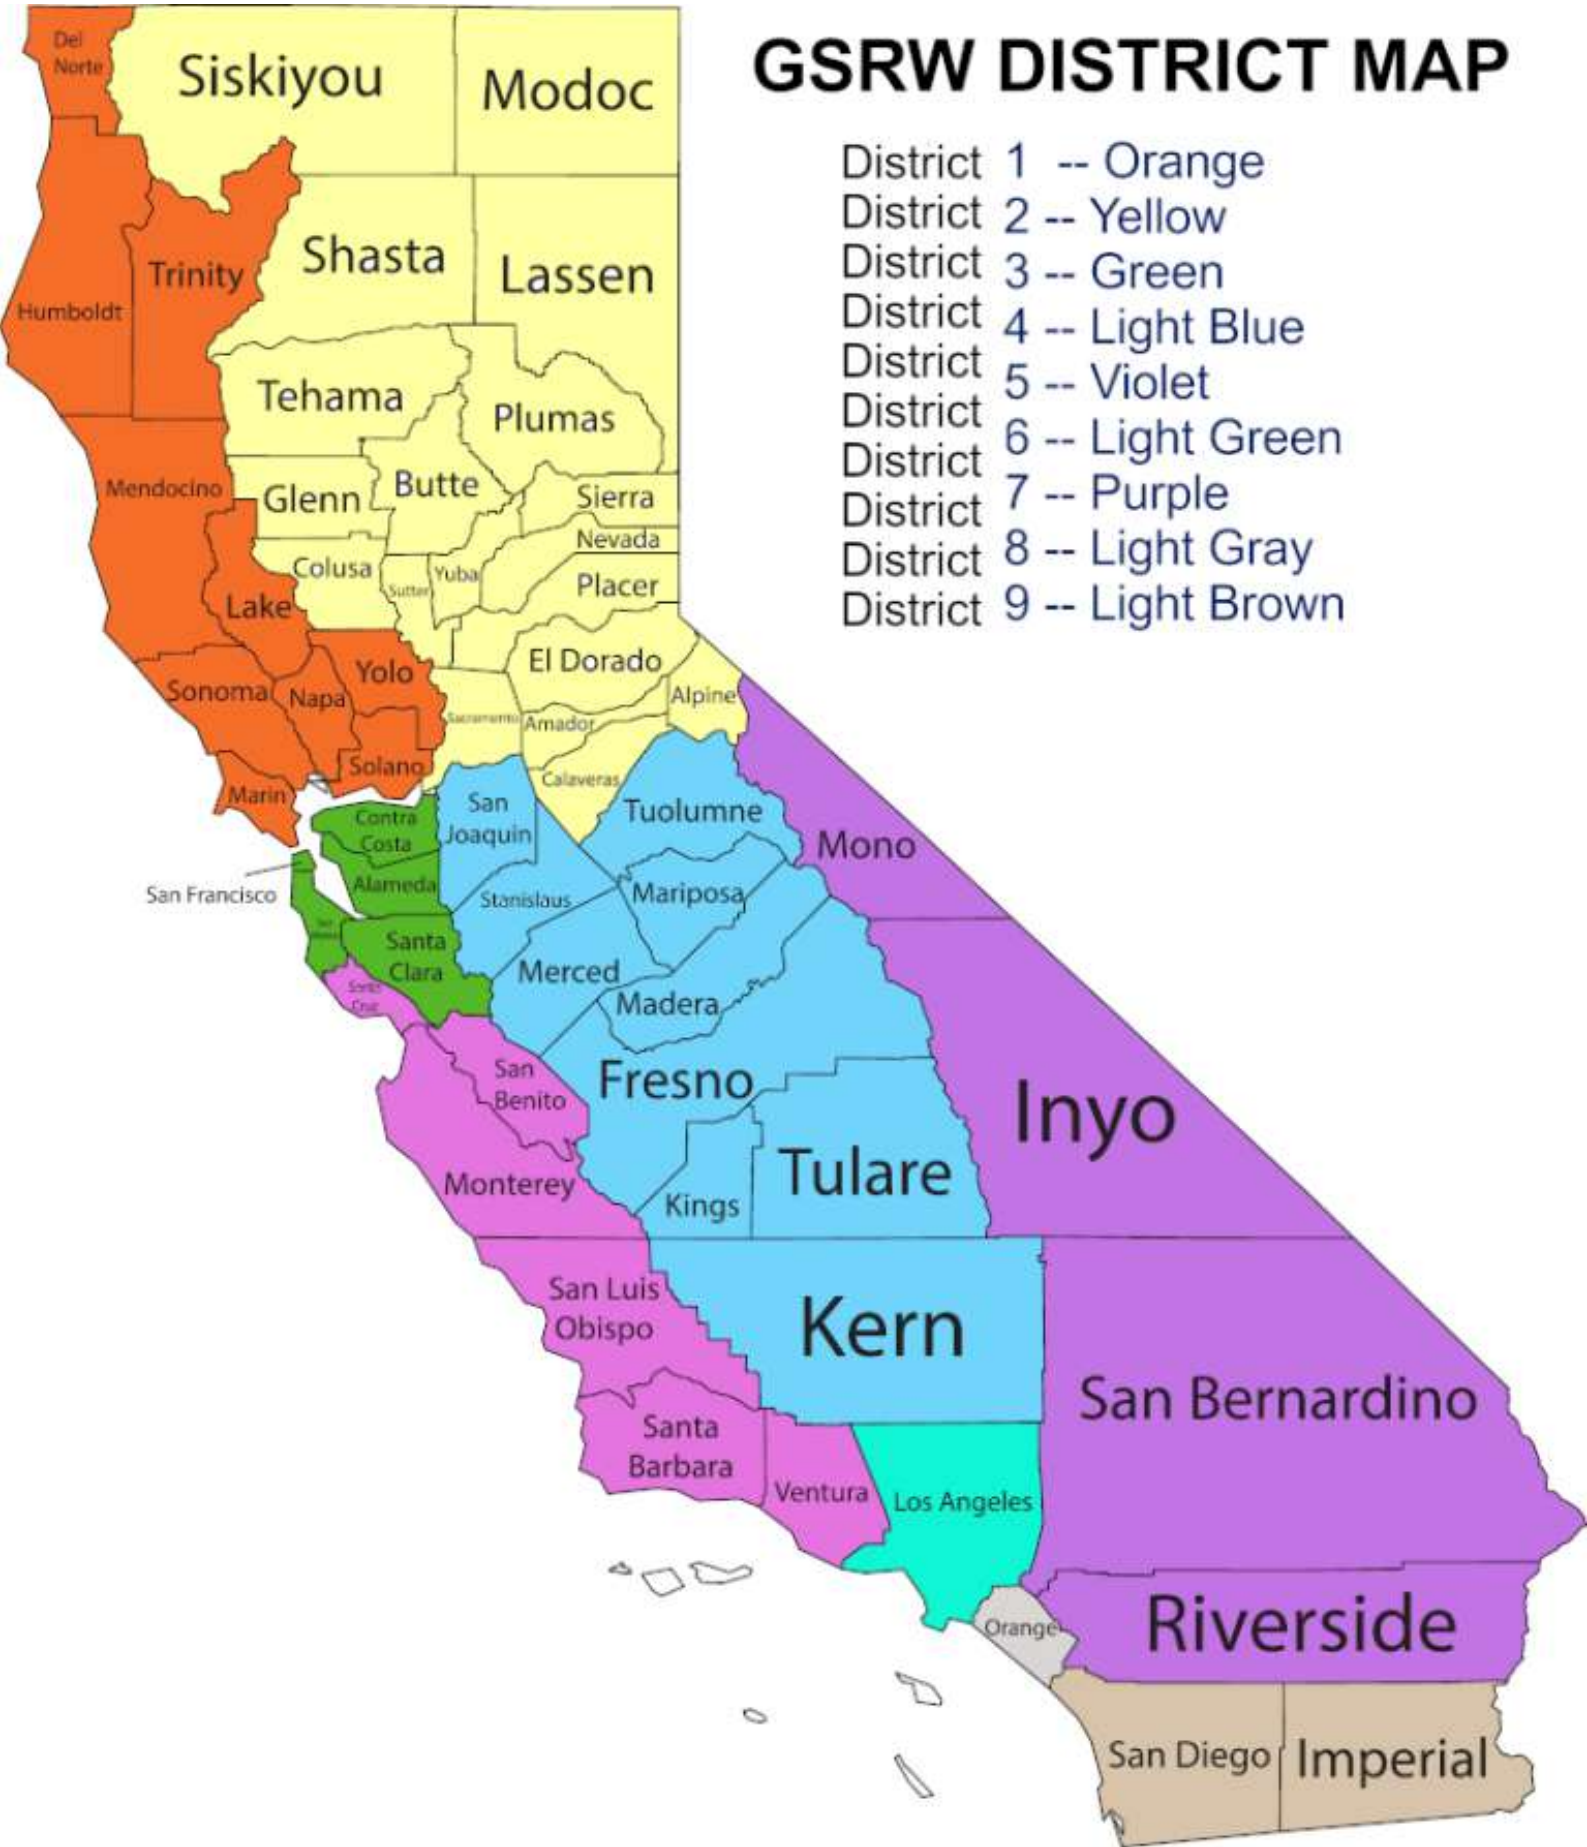 GSRW DISTRICT MAP
District 1 -- Orange
District 2 -- Yellow
District 3 -- Green
District 4 -- Light Blue
District 5 -- Violet
District 6 -- Light Green
District 7 -- Purple
District 8 -- Light Gray
District 9 -- Light Brown
District
Del
Norte
Siskiyou
Modoc
Humboldt
Trinity
Shasta
Lassen
Tehama
Plumas
Mendocino
Glenn
Butte
Sierra
Nevada
Colusa
Sutter
Yuba
Placer
Lake
El Dorado
Yolo
Sonoma
Napa
Sacramento
Amador
Alpine
Solano
Calaveras
Marin
Contra
Costa
San
Joaquin
Tuolumne
Mono
San Francisco
Alameda
Stanislaus
Mariposa
Santa
Clara
Merced
Madera
Santa
Cruz
San
Benito
Fresno
Inyo
Monterey
Kings
Tulare
San Luis
Obispo
Kern
San Bernardino
Santa
Barbara
Ventura
Los Angeles
Orange
Riverside
San Diego
Imperial